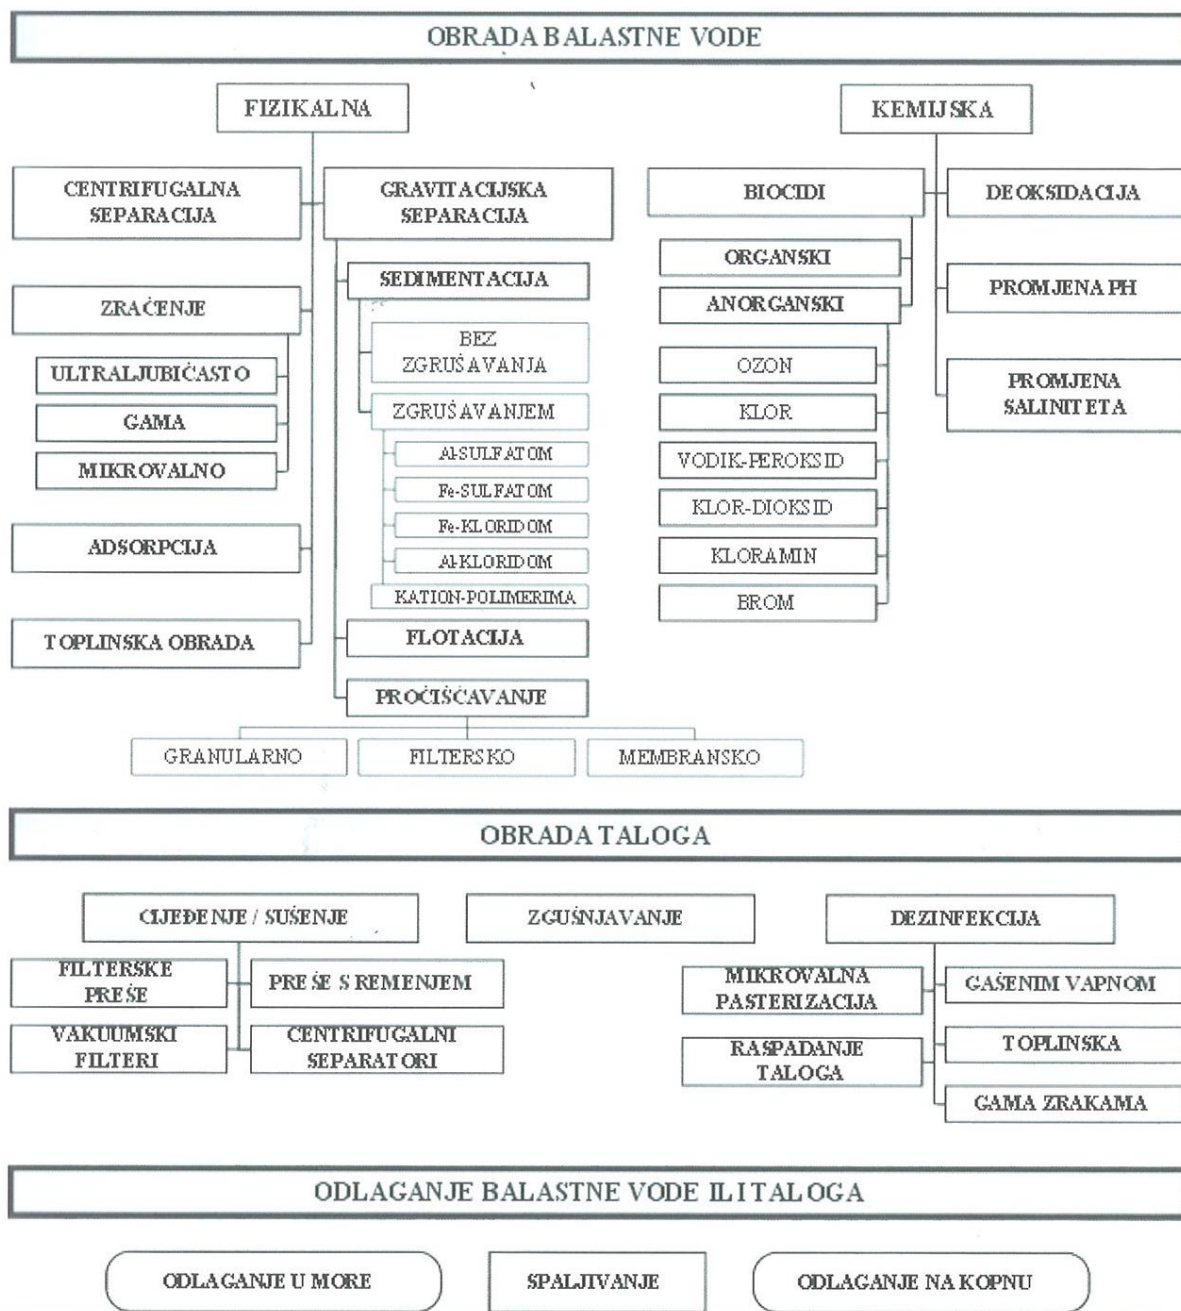 OBRADA BALASTNE VODE
FIZIKALNA
KEMIJSKA
CENTRIFUGALNA
SEPARACIJA
GRAVITACIJSKA
SEPARACIJA
BIOCIDI
DEOKSIDACIJA
ORGANSKI
SEDIMENTACIJA
ANORGANSKI
PROMJENA PH
ZRAČENJE
BEZ
ZGRUŠAVANJA
OZON
ULTRALJUBIČASTO
PROMJENA
SALINITETA
ZGRUŠAVANJEM
KLOR
GAMA
Al-SULFATOM
VODIK-PEROKSID
MIKROVALNO
Fe-SULFATOM
KLOR-DIOKSID
Fe-KLORIDOM
ADSORPCIJA
Al-KLORIDOM
KLORAMIN
KATION-POLIMERIMA
BROM
TOPLINSKA OBRADA
FLOTACIJA
PROČIŠĆAVANJE
GRANULARNO
FILTERSKO
MEMBRANSKO
OBRADA TALOGA
CIJEĐENJE / SUŠENJE
ZGUŠNJAVANJE
DEZINFEKCIJA
FILTERSKE
PREŠE
PREŠE S REMENJEM
MIKROVALNA
PASTERIZACIJA
GAŠENIM VAPNOM
VAKUUMSKI
FILTERI
CENTRIFUGALNI
SEPARATORI
RASPADANJE
TALOGA
TOPLINSKA
GAMA ZRAKAMA
ODLAGANJE BALASTNE VODE ILI TALOGA
ODLAGANJE U MORE
SPALJIVANJE
ODLAGANJE NA KOPNU